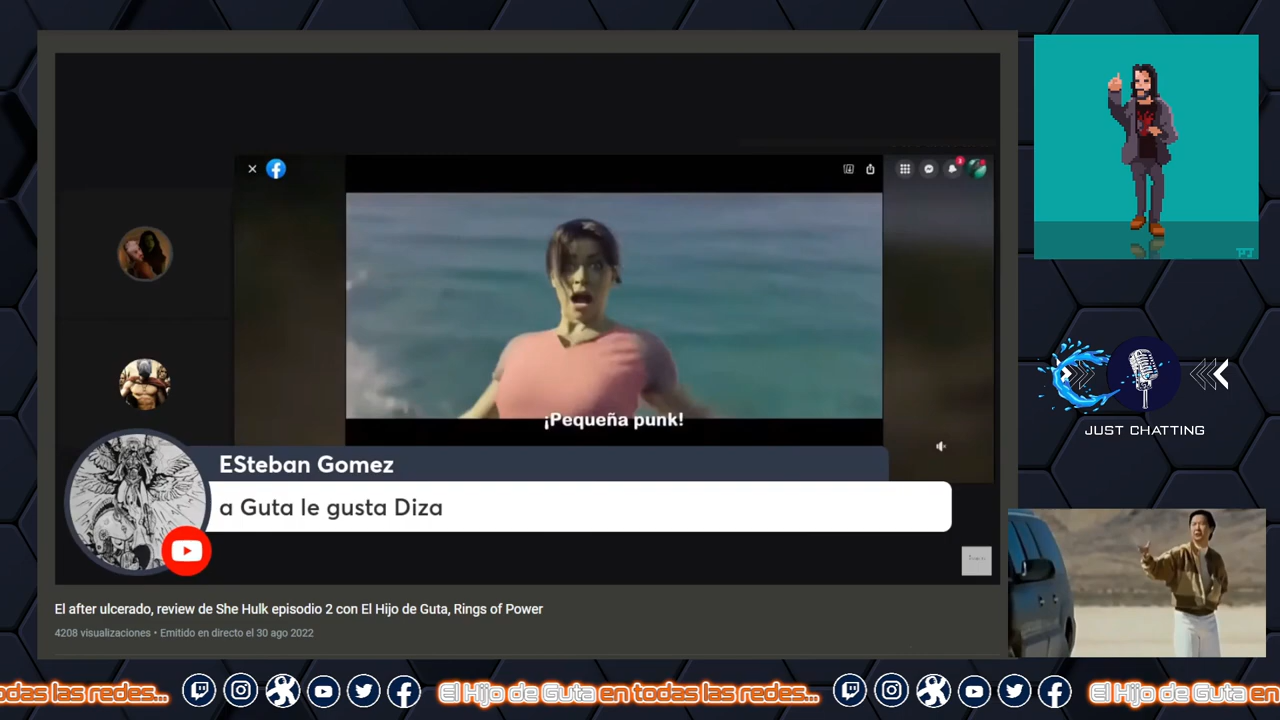 ¡Pequeña punk!
ESteban Gomez
a Guta le gusta Diza
El after ulcerado, review de She Hulk episodio 2 con El Hijo de Guta, Rings of Power
4208 visualizaciones • Emitido en directo el 30 ago 2022
JUST CHATTING
odas las redes... El Hijo de Guta en todas las redes... El Hijo de Guta en